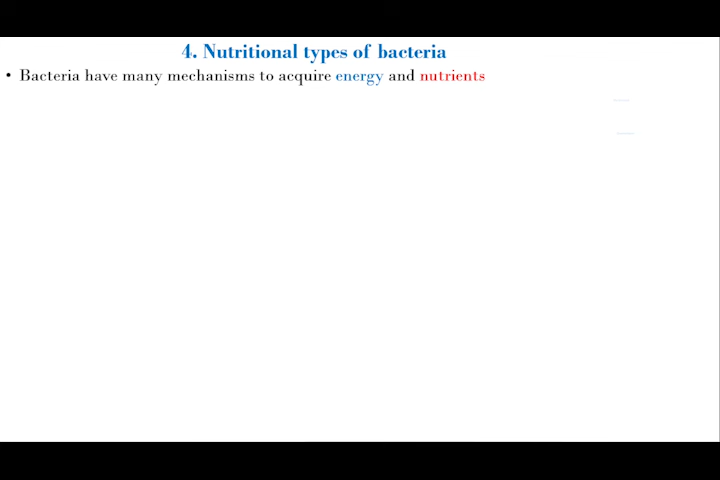 4. Nutritional types of bacteria
• Bacteria have many mechanisms to acquire energy and nutrients